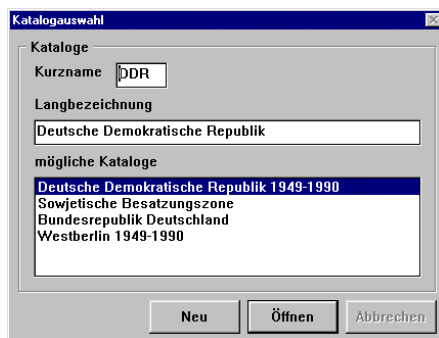 Katalogauswahl
Kataloge
Kurzname DDR
Langbezeichnung
Deutsche Demokratische Republik
mögliche Kataloge
Deutsche Demokratische Republik 1949-1990
Sowjetische Besatzungszone
Bundesrepublik Deutschland
Westberlin 1949-1990
Neu Öffnen Abbrechen